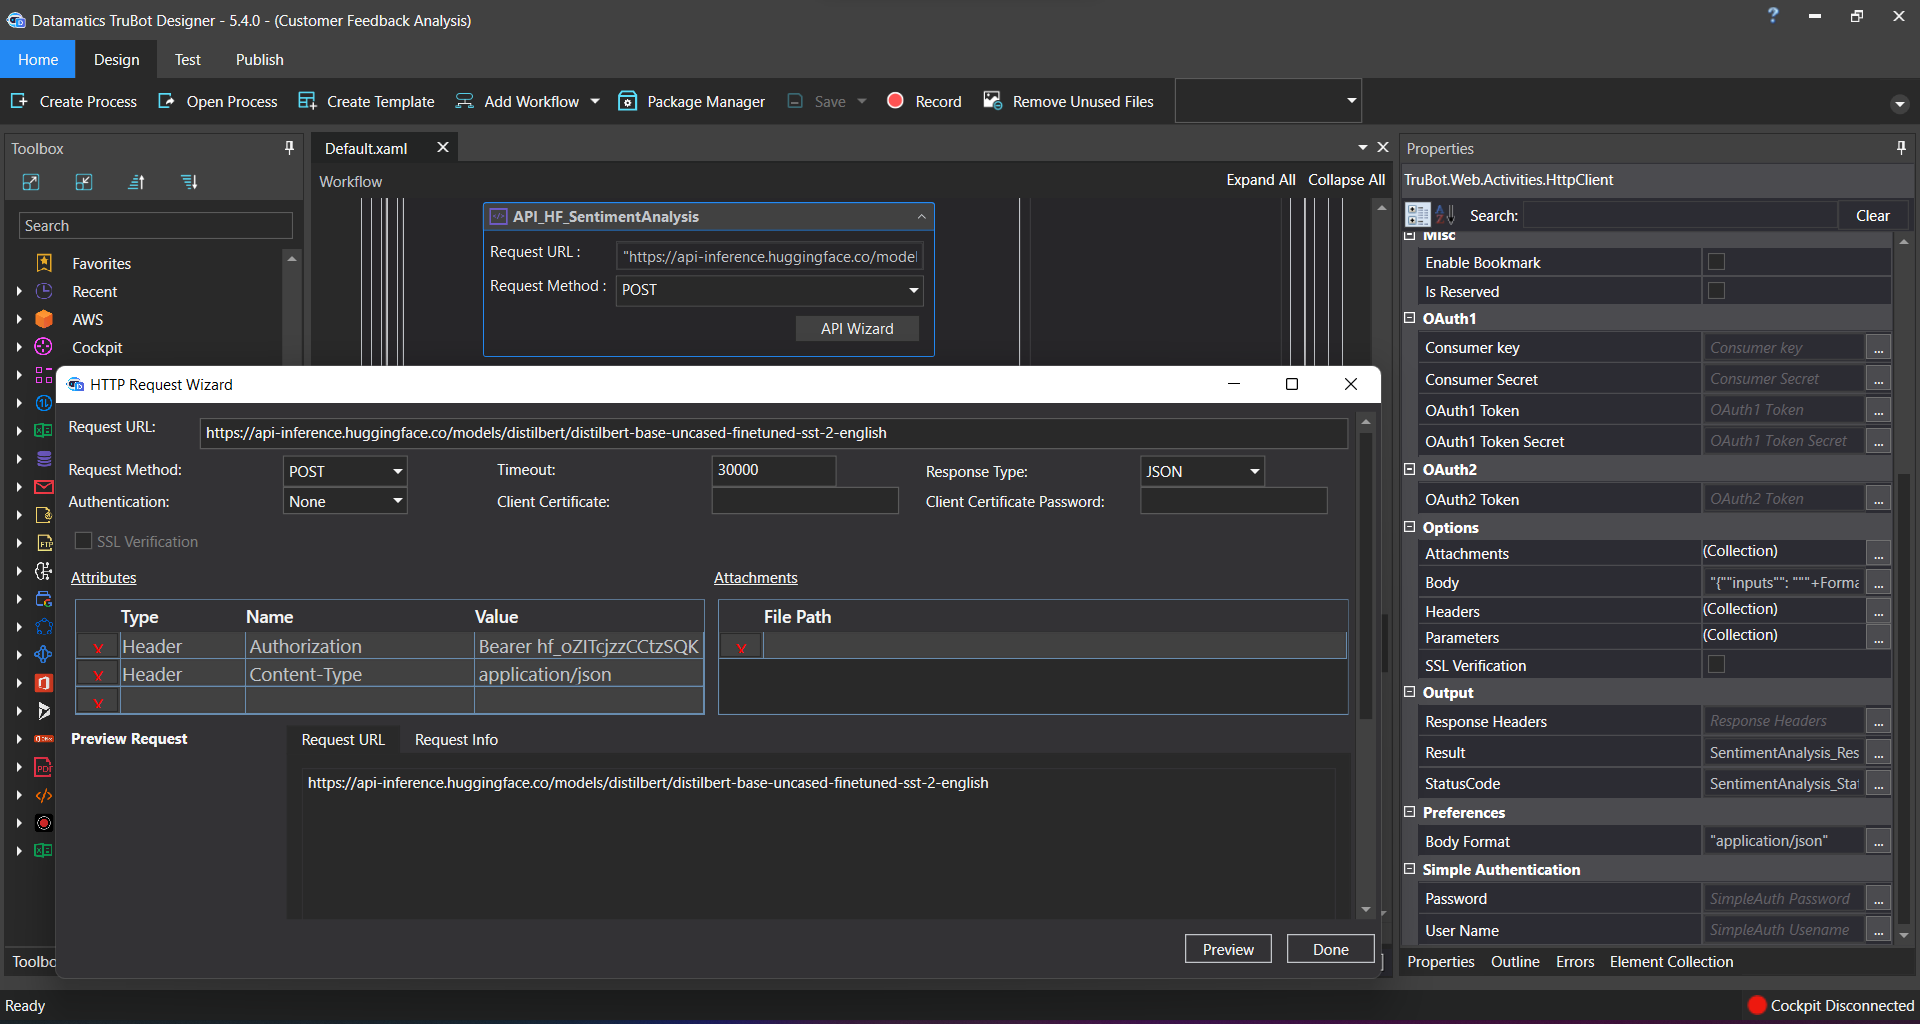 Datamatics TruBot Designer - 5.4.0 - (Customer Feedback Analysis)
Home
Design
Test
Publish
Create Process
Open Process
Create Template
Add Workflow
Package Manager
Save
Record
Remove Unused Files
Toolbox
Search
Favorites
Recent
AWS
Cockpit
Default.xaml
Workflow
Expand All
Collapse All
API_HF_SentimentAnalysis
Request URL :
"https://api-inference.huggingface.co/model
Request Method :
POST
API Wizard
HTTP Request Wizard
Request URL:
https://api-inference.huggingface.co/models/distilbert/distilbert-base-uncased-finetuned-sst-2-english
Request Method:
POST
Timeout:
30000
Response Type:
JSON
Authentication:
None
Client Certificate:
Client Certificate Password:
SSL Verification
Attributes
Type Name Value
X Header Authorization Bearer hf_oZITcjzzCCtzSQK
X Header Content-Type application/json
X
Attachments
File Path
X
Preview Request
Request URL
Request Info
https://api-inference.huggingface.co/models/distilbert/distilbert-base-uncased-finetuned-sst-2-english
Preview
Done
Toolbo
Properties
TruBot.Web.Activities.HttpClient
Search:
Clear
Misc
Enable Bookmark
Is Reserved
OAuth1
Consumer key Consumer key ...
Consumer Secret Consumer Secret ...
OAuth1 Token OAuth1 Token ...
OAuth1 Token Secret OAuth1 Token Secret ...
OAuth2
OAuth2 Token OAuth2 Token ...
Options
Attachments (Collection) ...
Body "{""inputs"": """+Forma ...
Headers (Collection) ...
Parameters (Collection) ...
SSL Verification
Output
Response Headers Response Headers ...
Result SentimentAnalysis_Res ...
StatusCode SentimentAnalysis_Stat ...
Preferences
Body Format "application/json" ...
Simple Authentication
Password SimpleAuth Password ...
User Name SimpleAuth Usename ...
Properties
Outline
Errors
Element Collection
Ready
Cockpit Disconnected